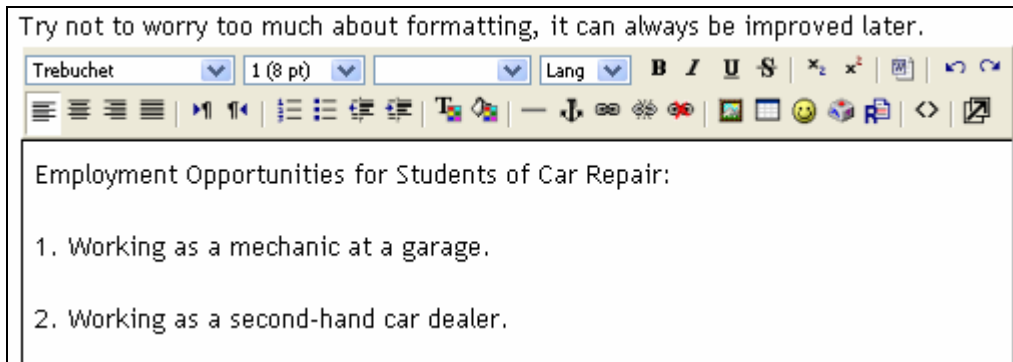 Try not to worry too much about formatting, it can always be improved later.
Trebuchet 1 (8 pt) Lang B I U S x₂ x²
Employment Opportunities for Students of Car Repair:
1. Working as a mechanic at a garage.
2. Working as a second-hand car dealer.